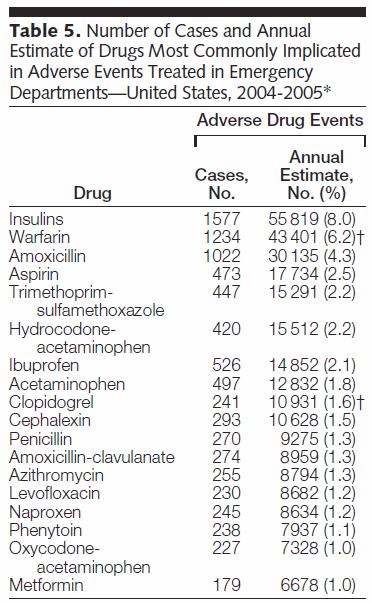 Table 5. Number of Cases and Annual
Estimate of Drugs Most Commonly Implicated
in Adverse Events Treated in Emergency
Departments—United States, 2004-2005*
Adverse Drug Events
Drug Cases, No. Annual Estimate, No. (%)
Insulins 1577 55 819 (8.0)
Warfarin 1234 43 401 (6.2)†
Amoxicillin 1022 30 135 (4.3)
Aspirin 473 17 734 (2.5)
Trimethoprim- 447 15 291 (2.2)
sulfamethoxazole
Hydrocodone- 420 15 512 (2.2)
acetaminophen
Ibuprofen 526 14 852 (2.1)
Acetaminophen 497 12 832 (1.8)
Clopidogrel 241 10 931 (1.6)†
Cephalexin 293 10 628 (1.5)
Penicillin 270 9275 (1.3)
Amoxicillin-clavulanate 274 8959 (1.3)
Azithromycin 255 8794 (1.3)
Levofloxacin 230 8682 (1.2)
Naproxen 245 8634 (1.2)
Phenytoin 238 7937 (1.1)
Oxycodone- 227 7328 (1.0)
acetaminophen
Metformin 179 6678 (1.0)